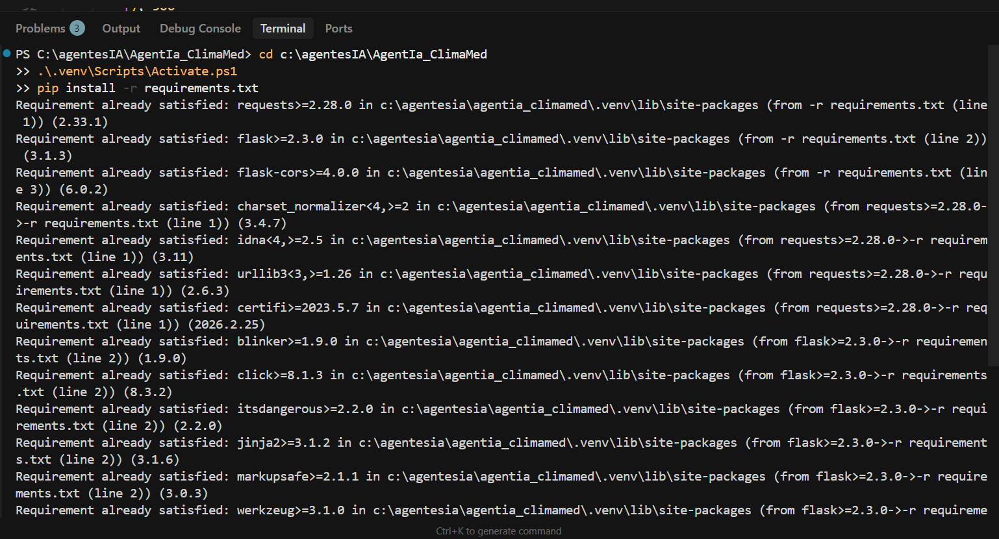 Problems 3 Output Debug Console Terminal Ports
PS C:\agentesIA\AgentIa_ClimaMed> cd c:\agentesIA\AgentIa_ClimaMed
>> .\.venv\Scripts\Activate.ps1
>> pip install -r requirements.txt
Requirement already satisfied: requests>=2.28.0 in c:\agentesia\agentia_climamed\.venv\lib\site-packages (from -r requirements.txt (line
1)) (2.33.1)
Requirement already satisfied: flask>=2.3.0 in c:\agentesia\agentia_climamed\.venv\lib\site-packages (from -r requirements.txt (line 2))
(3.1.3)
Requirement already satisfied: flask-cors>=4.0.0 in c:\agentesia\agentia_climamed\.venv\lib\site-packages (from -r requirements.txt (lin
e 3)) (6.0.2)
Requirement already satisfied: charset_normalizer<4,>=2 in c:\agentesia\agentia_climamed\.venv\lib\site-packages (from requests>=2.28.0-
>-r requirements.txt (line 1)) (3.4.7)
Requirement already satisfied: idna<4,>=2.5 in c:\agentesia\agentia_climamed\.venv\lib\site-packages (from requests>=2.28.0->-r requirem
ents.txt (line 1)) (3.11)
Requirement already satisfied: urllib3<3,>=1.26 in c:\agentesia\agentia_climamed\.venv\lib\site-packages (from requests>=2.28.0->-r requ
irements.txt (line 1)) (2.6.3)
Requirement already satisfied: certifi>=2023.5.7 in c:\agentesia\agentia_climamed\.venv\lib\site-packages (from requests>=2.28.0->-r req
uirements.txt (line 1)) (2026.2.25)
Requirement already satisfied: blinker>=1.9.0 in c:\agentesia\agentia_climamed\.venv\lib\site-packages (from flask>=2.3.0->-r requiremen
ts.txt (line 2)) (1.9.0)
Requirement already satisfied: click>=8.1.3 in c:\agentesia\agentia_climamed\.venv\lib\site-packages (from flask>=2.3.0->-r requirements
.txt (line 2)) (8.3.2)
Requirement already satisfied: itsdangerous>=2.2.0 in c:\agentesia\agentia_climamed\.venv\lib\site-packages (from flask>=2.3.0->-r requi
rements.txt (line 2)) (2.2.0)
Requirement already satisfied: jinja2>=3.1.2 in c:\agentesia\agentia_climamed\.venv\lib\site-packages (from flask>=2.3.0->-r requirement
s.txt (line 2)) (3.1.6)
Requirement already satisfied: markupsafe>=2.1.1 in c:\agentesia\agentia_climamed\.venv\lib\site-packages (from flask>=2.3.0->-r require
ments.txt (line 2)) (3.0.3)
Requirement already satisfied: werkzeug>=3.1.0 in c:\agentesia\agentia_climamed\.venv\lib\site-packages (from flask>=2.3.0->-r requireme
Ctrl+K to generate command